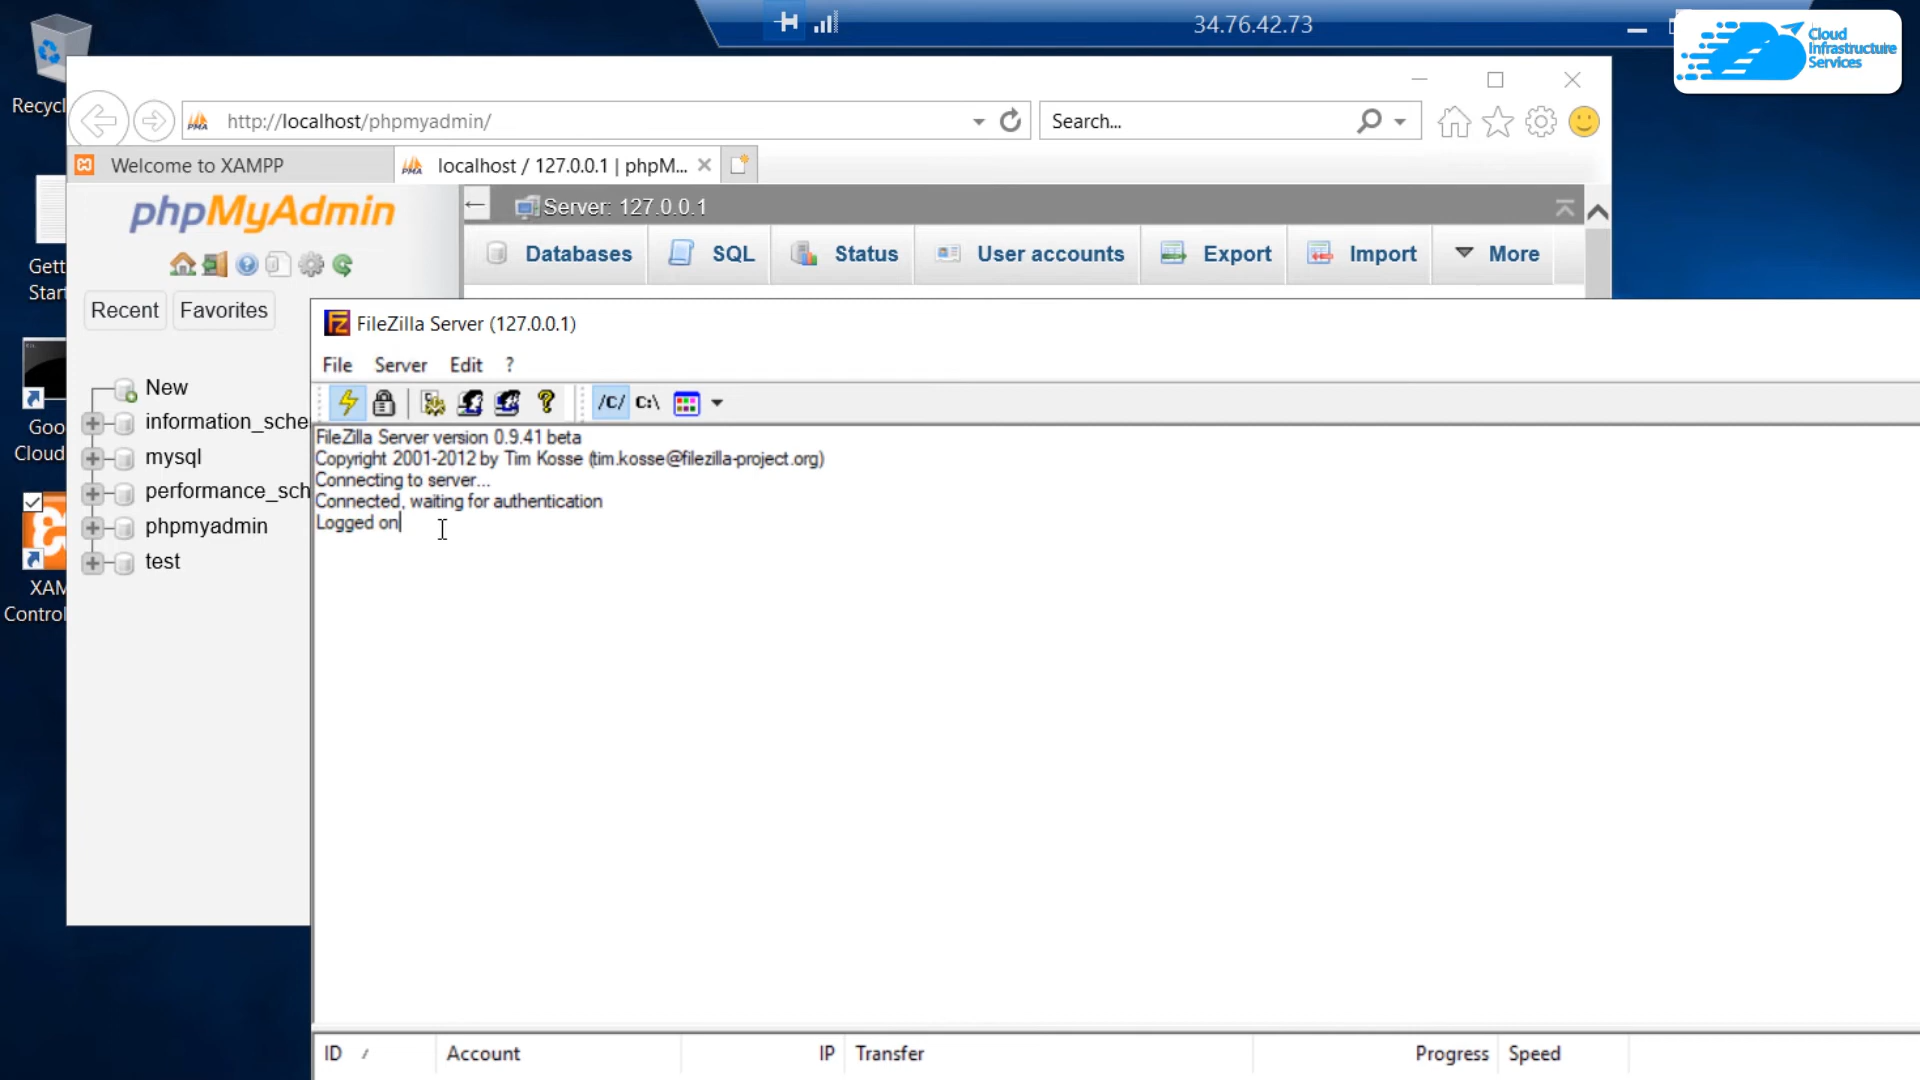 34.76.42.73
Cloud
Infrastructure
Services
Recycl
http://localhost/phpmyadmin/
Search...
Welcome to XAMPP
localhost / 127.0.0.1 | phpM...
phpMyAdmin
Server: 127.0.0.1
Databases
SQL
Status
User accounts
Export
Import
More
Gett
Start
Recent
Favorites
FileZilla Server (127.0.0.1)
File
Server
Edit
?
New
information_sche
mysql
performance_sch
phpmyadmin
test
/C/
C:\
FileZilla Server version 0.9.41 beta
Copyright 2001-2012 by Tim Kosse (tim.kosse@filezilla-project.org)
Connecting to server...
Connected, waiting for authentication
Logged on
Goo
Cloud
XAM
Control
ID
Account
IP
Transfer
Progress
Speed